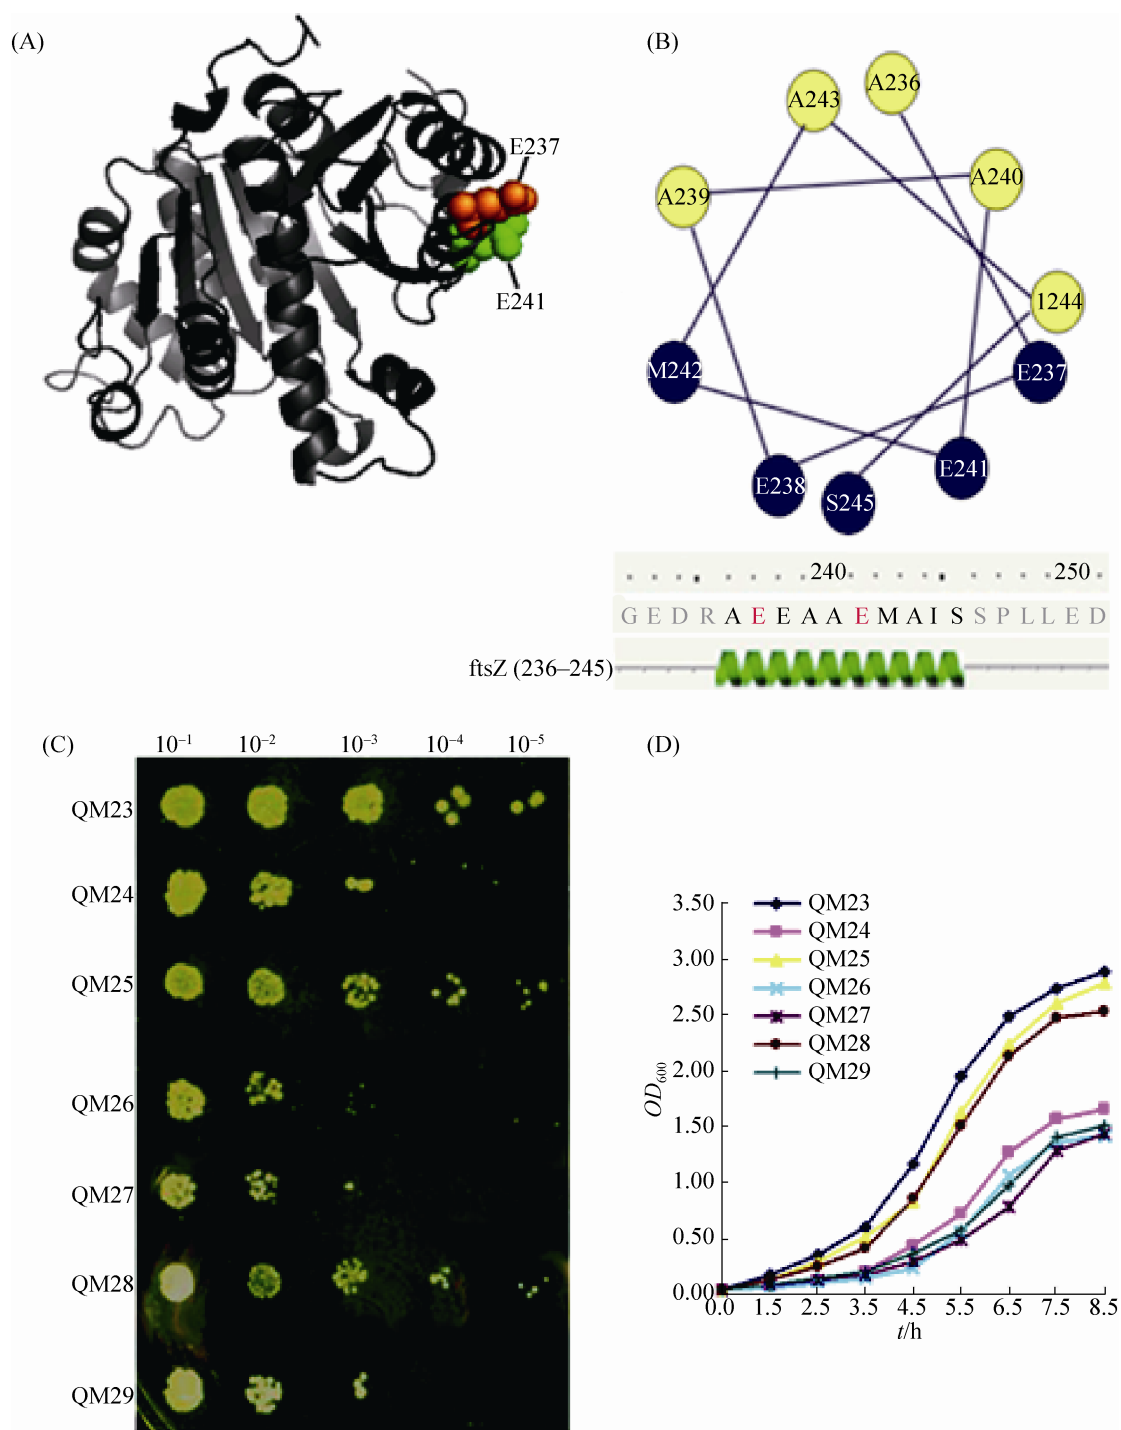 (A)
E237
E241
(B)
A243
A236
A239
A240
1244
M242
E237
E238
S245
E241
240
250
G E D R A E E A A E M A I S S P L L E D
ftsZ (236–245)
(C)
10⁻¹ 10⁻² 10⁻³ 10⁻⁴ 10⁻⁵
QM23
QM24
QM25
QM26
QM27
QM28
QM29
(D)
3.50
3.00
2.50
2.00
1.50
1.00
0.50
0.00
OD₆₀₀
QM23
QM24
QM25
QM26
QM27
QM28
QM29
0.0 1.5 2.5 3.5 4.5 5.5 6.5 7.5 8.5
t/h